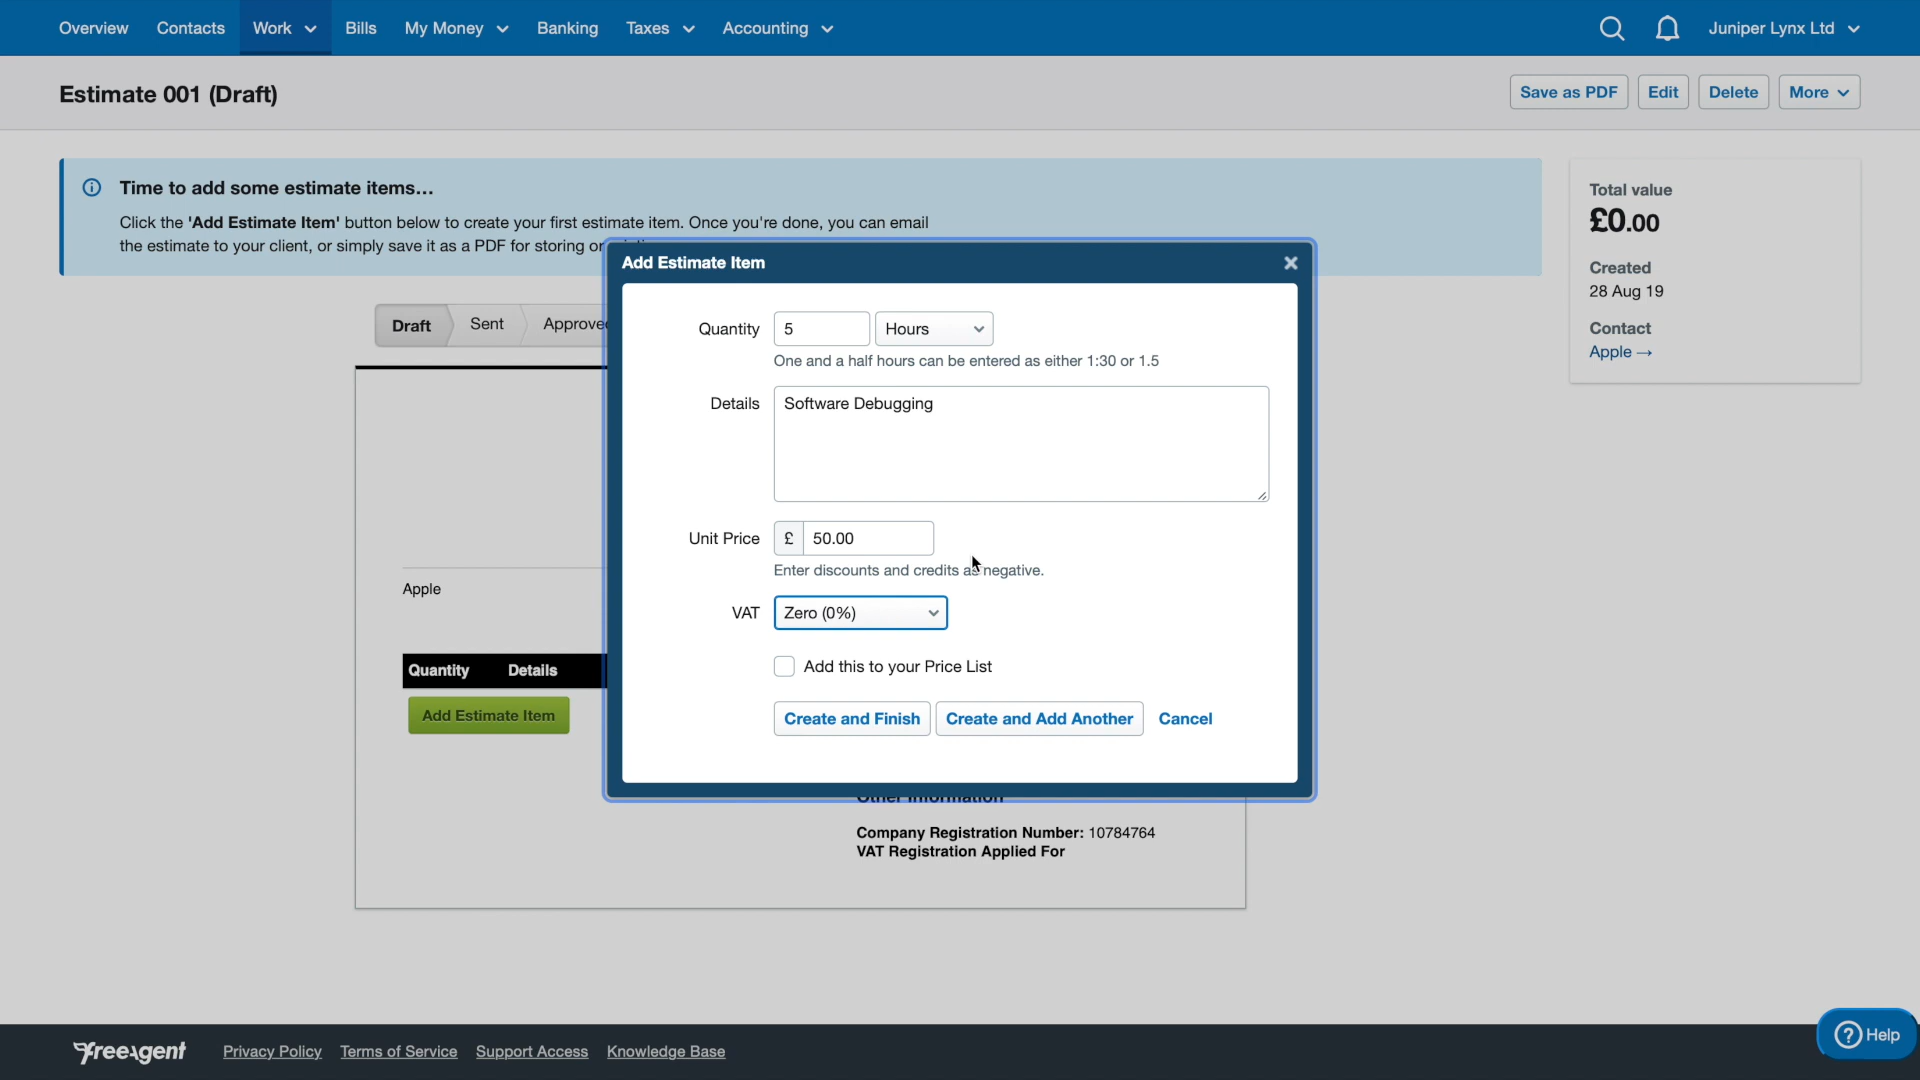 Overview Contacts Work Bills My Money Banking Taxes Accounting Juniper Lynx Ltd
Estimate 001 (Draft)
Save as PDF Edit Delete More
Time to add some estimate items...
Click the 'Add Estimate Item' button below to create your first estimate item. Once you're done, you can email
the estimate to your client, or simply save it as a PDF for storing or
Total value
£0.00
Created
28 Aug 19
Contact
Apple →
Draft Sent Approved
Add Estimate Item
Quantity 5 Hours
One and a half hours can be entered as either 1:30 or 1.5
Details Software Debugging
Unit Price £ 50.00
Enter discounts and credits as negative.
VAT Zero (0%)
Add this to your Price List
Create and Finish Create and Add Another Cancel
Apple
Quantity Details
Add Estimate Item
Other Information
Company Registration Number: 10784764
VAT Registration Applied For
freeagent Privacy Policy Terms of Service Support Access Knowledge Base
? Help